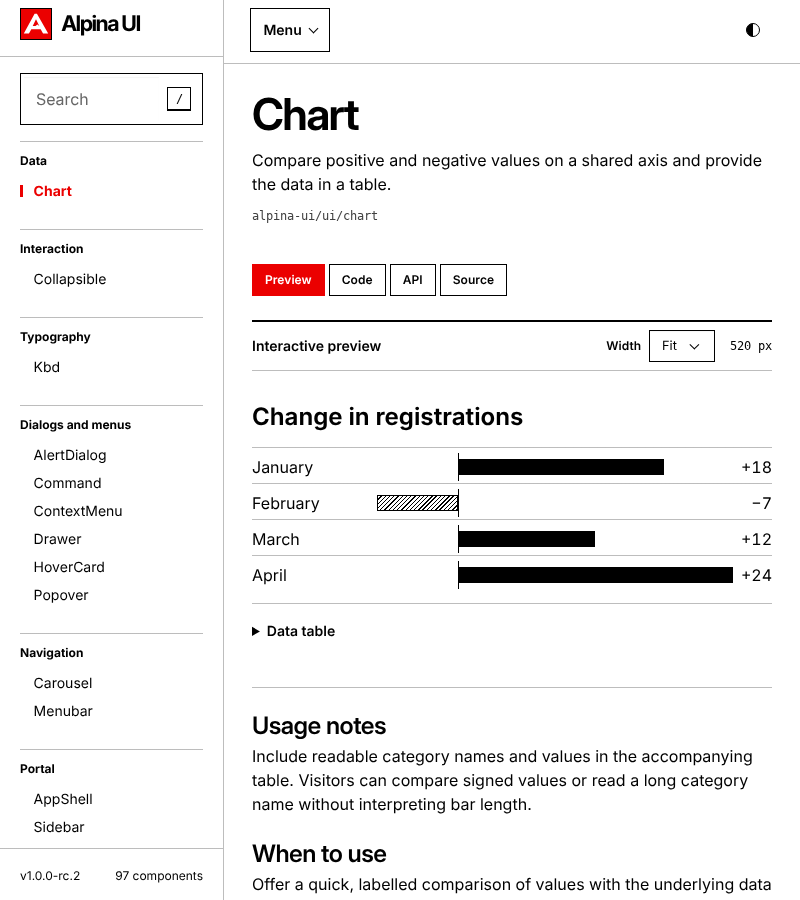 Alpina UI
Search
/
Data
Chart
Interaction
Collapsible
Typography
Kbd
Dialogs and menus
AlertDialog
Command
ContextMenu
Drawer
HoverCard
Popover
Navigation
Carousel
Menubar
Portal
AppShell
Sidebar
v1.0.0-rc.2 97 components
Menu
Chart
Compare positive and negative values on a shared axis and provide
the data in a table.
alpina-ui/ui/chart
Preview Code API Source
Interactive preview Width Fit 520 px
Change in registrations
January +18
February −7
March +12
April +24
Data table
Usage notes
Include readable category names and values in the accompanying
table. Visitors can compare signed values or read a long category
name without interpreting bar length.
When to use
Offer a quick, labelled comparison of values with the underlying data